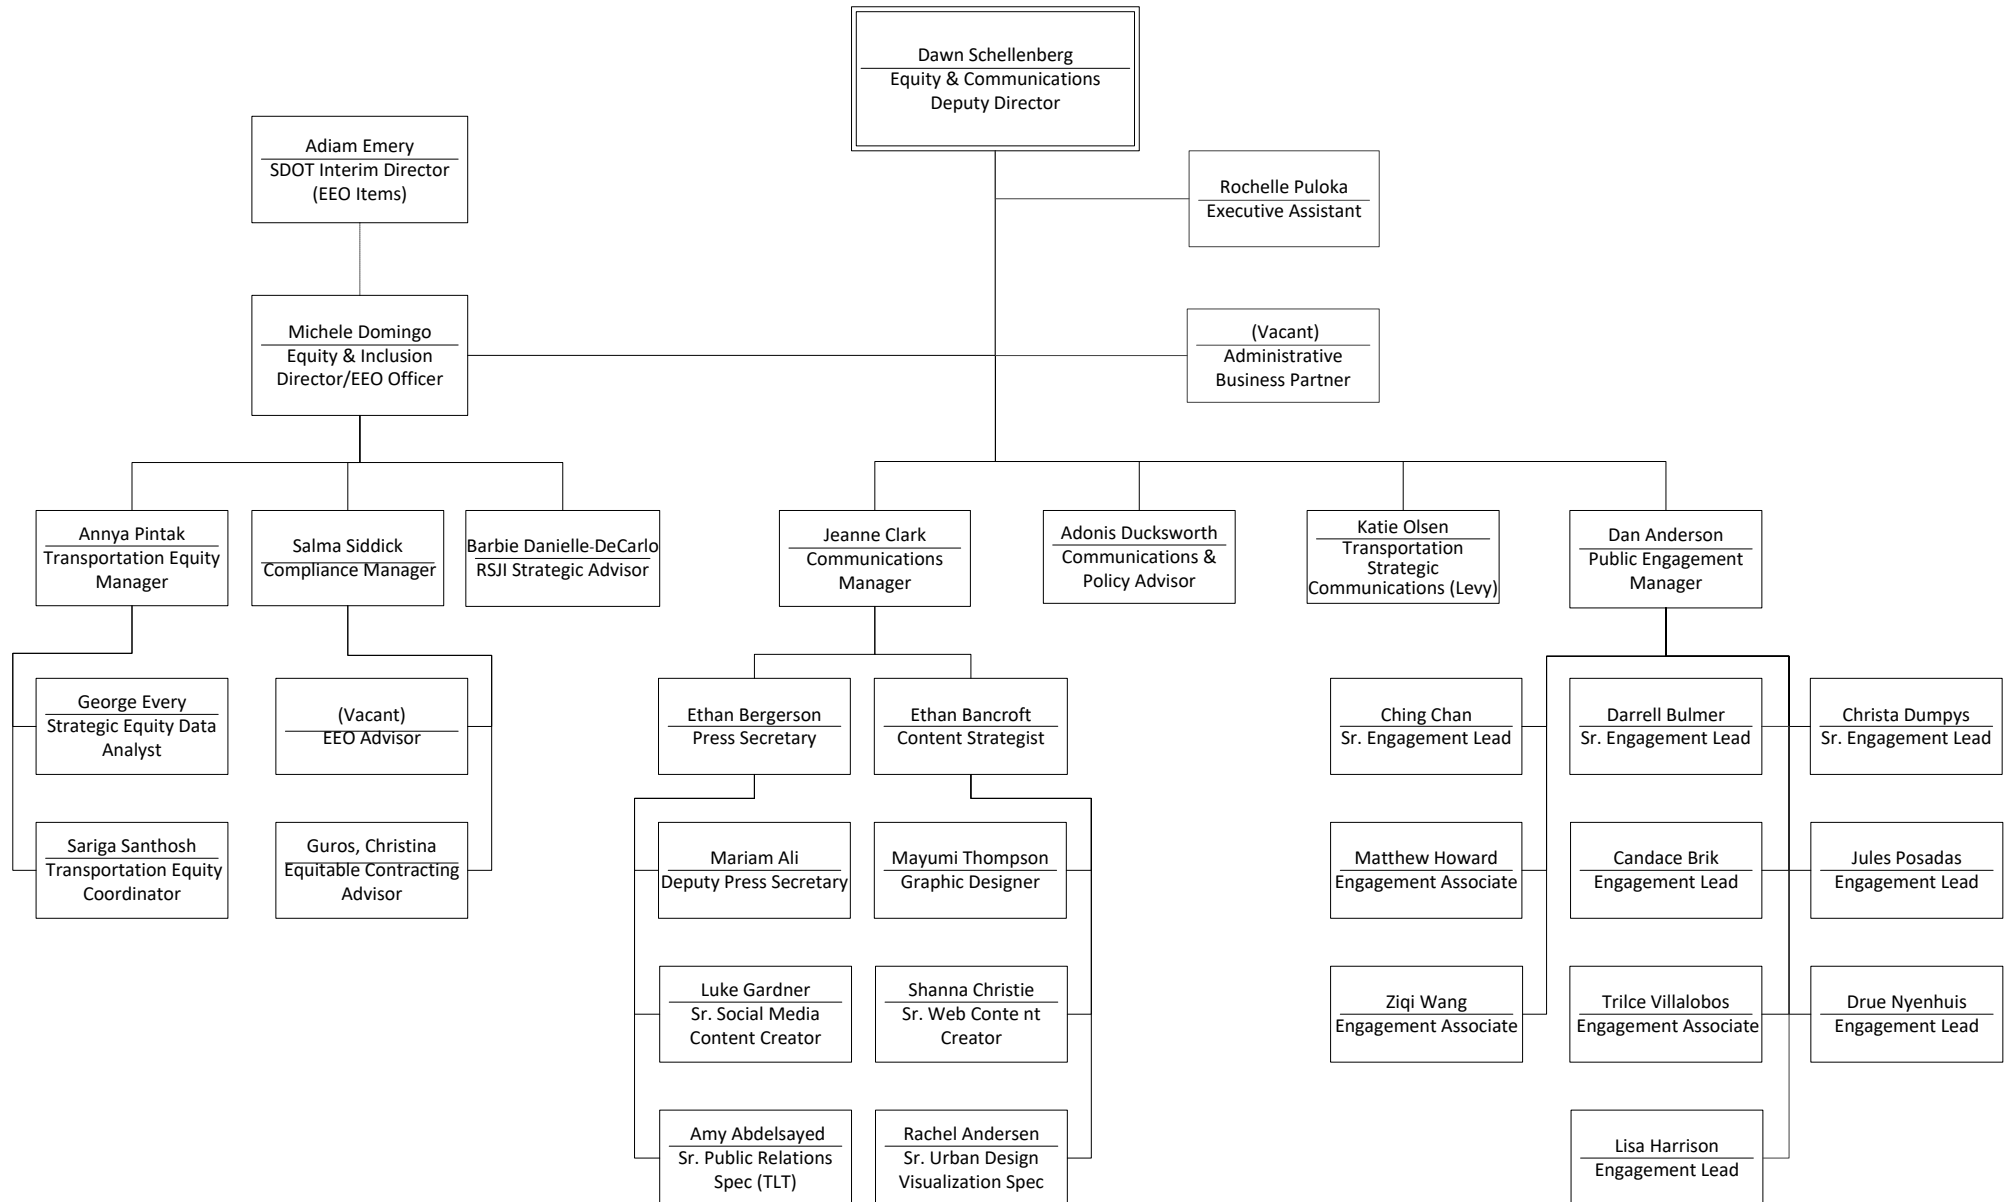 Dawn Schellenberg
Equity & Communications
Deputy Director
Adiam Emery
SDOT Interim Director
(EEO Items)
Rochelle Puloka
Executive Assistant
Michele Domingo
Equity & Inclusion
Director/EEO Officer
(Vacant)
Administrative
Business Partner
Annya Pintak
Transportation Equity
Manager
Salma Siddick
Compliance Manager
Barbie Danielle-DeCarlo
RSJI Strategic Advisor
Jeanne Clark
Communications
Manager
Adonis Ducksworth
Communications &
Policy Advisor
Katie Olsen
Transportation
Strategic
Communications (Levy)
Dan Anderson
Public Engagement
Manager
George Every
Strategic Equity Data
Analyst
(Vacant)
EEO Advisor
Ethan Bergerson
Press Secretary
Ethan Bancroft
Content Strategist
Ching Chan
Sr. Engagement Lead
Darrell Bulmer
Sr. Engagement Lead
Christa Dumpys
Sr. Engagement Lead
Sariga Santhosh
Transportation Equity
Coordinator
Guros, Christina
Equitable Contracting
Advisor
Mariam Ali
Deputy Press Secretary
Mayumi Thompson
Graphic Designer
Matthew Howard
Engagement Associate
Candace Brik
Engagement Lead
Jules Posadas
Engagement Lead
Luke Gardner
Sr. Social Media
Content Creator
Shanna Christie
Sr. Web Conte nt
Creator
Ziqi Wang
Engagement Associate
Trilce Villalobos
Engagement Associate
Drue Nyenhuis
Engagement Lead
Amy Abdelsayed
Sr. Public Relations
Spec (TLT)
Rachel Andersen
Sr. Urban Design
Visualization Spec
Lisa Harrison
Engagement Lead